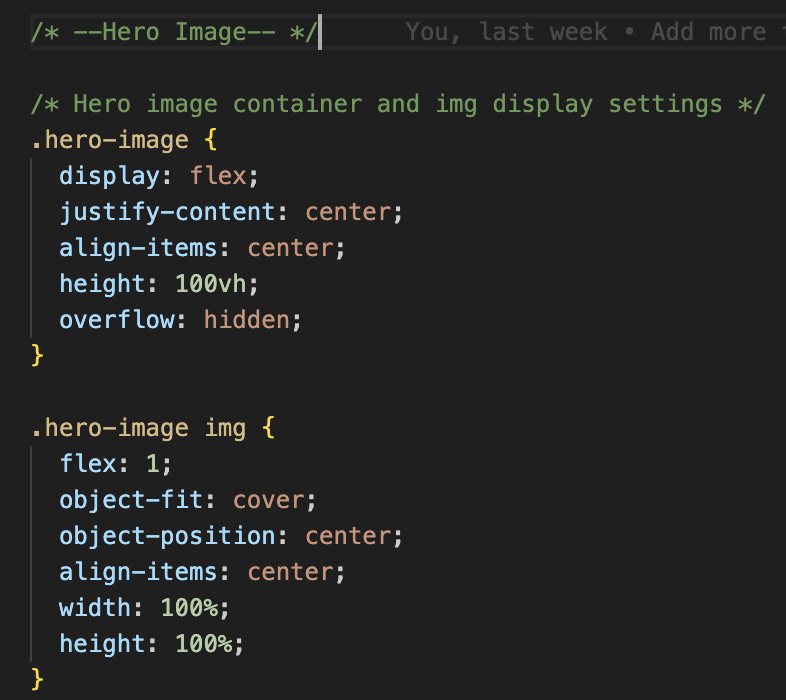 /* --Hero Image-- */ You, last week • Add more
/* Hero image container and img display settings */
.hero-image {
display: flex;
justify-content: center;
align-items: center;
height: 100vh;
overflow: hidden;
}
.hero-image img {
flex: 1;
object-fit: cover;
object-position: center;
align-items: center;
width: 100%;
height: 100%;
}